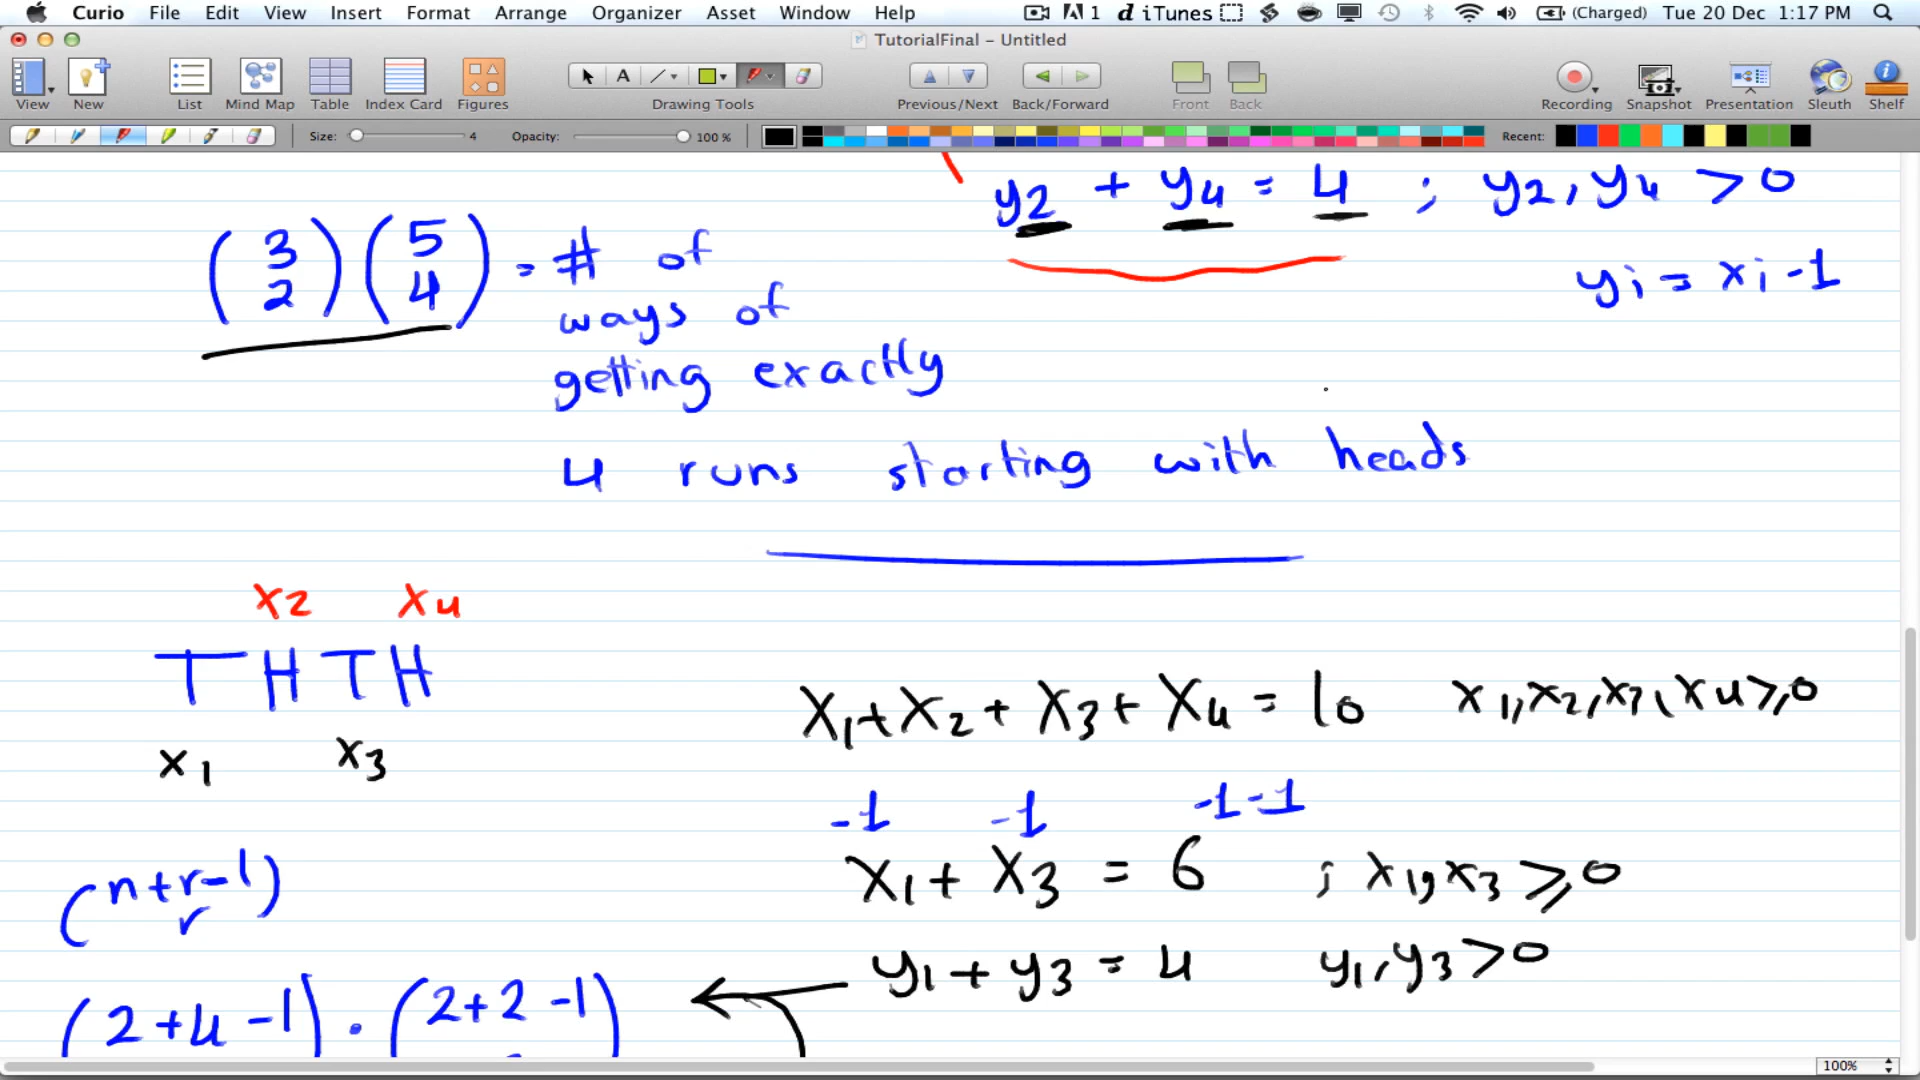 Curio File Edit View Insert Format Arrange Organizer Asset Window Help 1 d iTunes (Charged) Tue 20 Dec 1:17 PM
TutorialFinal – Untitled
View New List Mind Map Table Index Card Figures Drawing Tools Previous/Next Back/Forward Front Back Recording Snapshot Presentation Sleuth Shelf
Size: 4 Opacity: 100 % Recent:
y2 + y4 = 4 ; y2, y4 > 0
(3 2)(5 4) = # of
yi = xi -1
ways of
getting exactly
4 runs starting with heads
x2 x4
T H T H
x1 x3
x1 + x2 + x3 + x4 = 10 x1, x2, x3, x4 ≥ 0
-1 -1 -1 -1
x1 + x3 = 6 ; x1, x3 ≥ 0
(n+r-1 r)
y1 + y3 = 4 y1, y3 > 0
(2+4-1) . (2+2-1)
100%